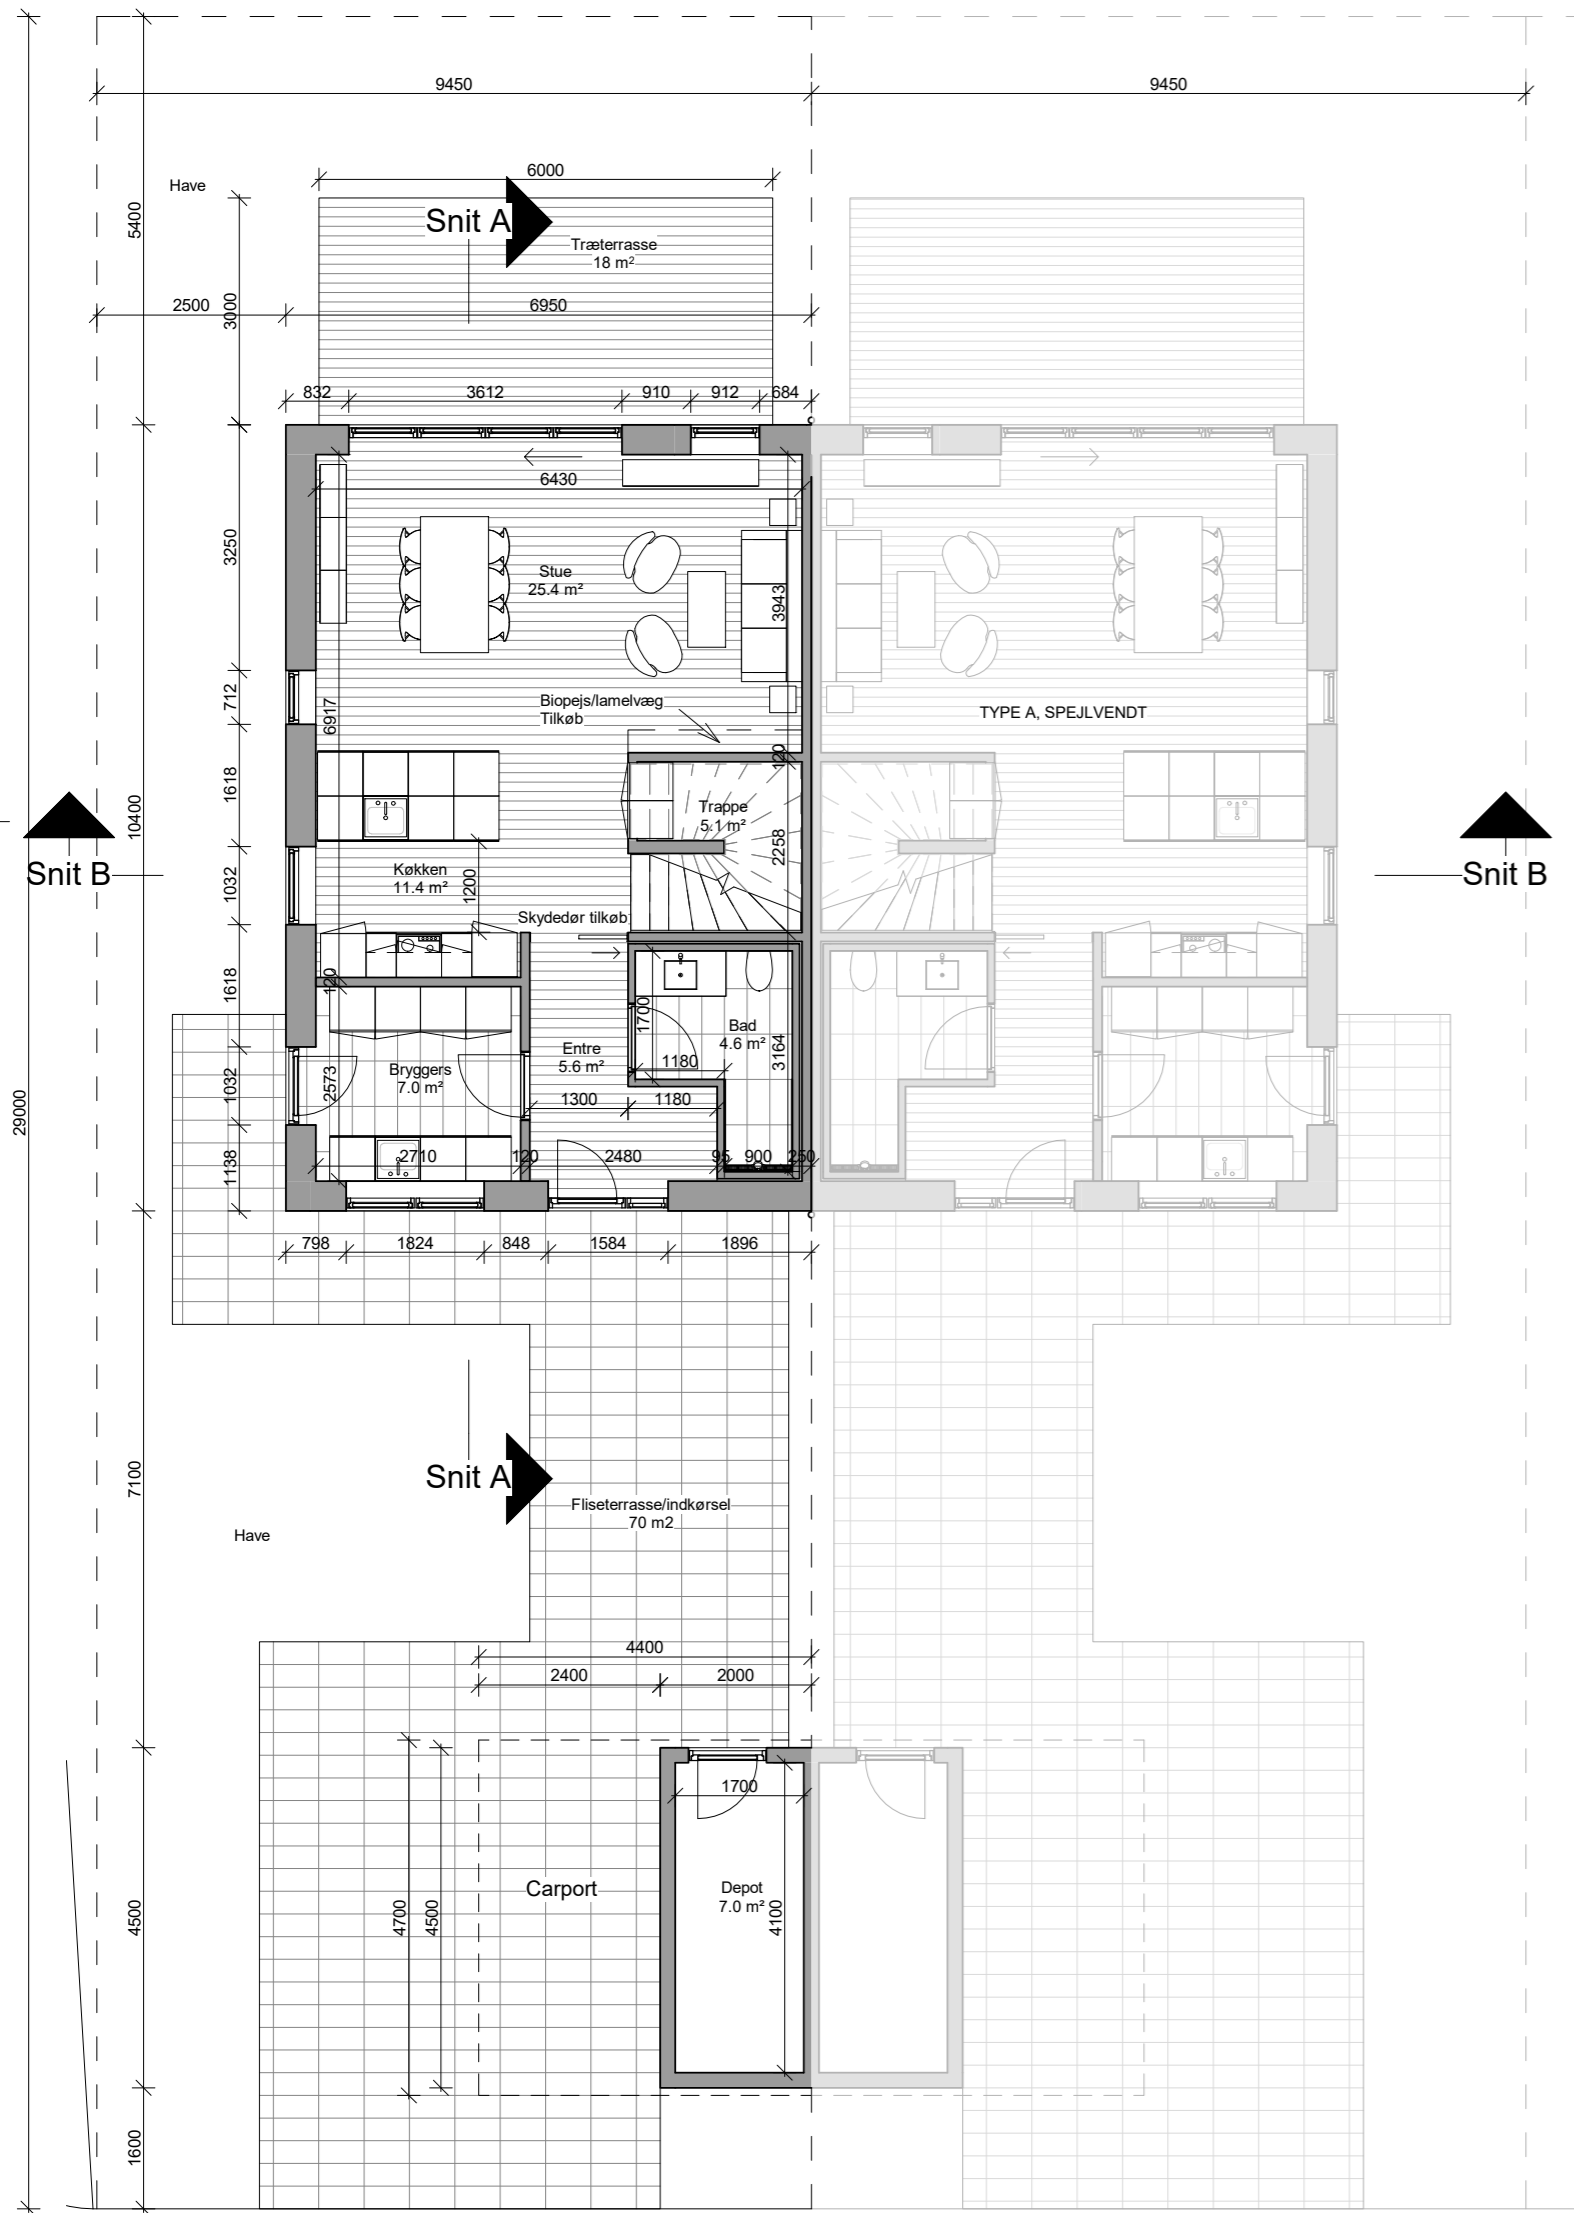 9450
9450
6000
Have
5400
Snit A
Træterrasse
18 m²
2500
3000
6950
832
3612
910
912
684
6430
3250
Stue
25.4 m²
3943
712
6917
Biopejs/lamelvæg
Tilkøb
TYPE A, SPEJLVENDT
120
1618
10400
Trappe
5.1 m²
2258
Snit B
Snit B
Køkken
11.4 m²
1032
1200
Skydedør tilkøb
1618
120
1700
Bad
4.6 m²
3164
Entre
5.6 m²
1180
Bryggers
7.0 m²
1032
2573
29000
1300
1180
1138
2710
120
2480
95
900
250
798
1824
848
1584
1896
7100
Snit A
Fliseterrasse/indkørsel
70 m2
Have
4400
2400
2000
1700
Carport
Depot
7.0 m²
4500
4700
4500
4100
1600